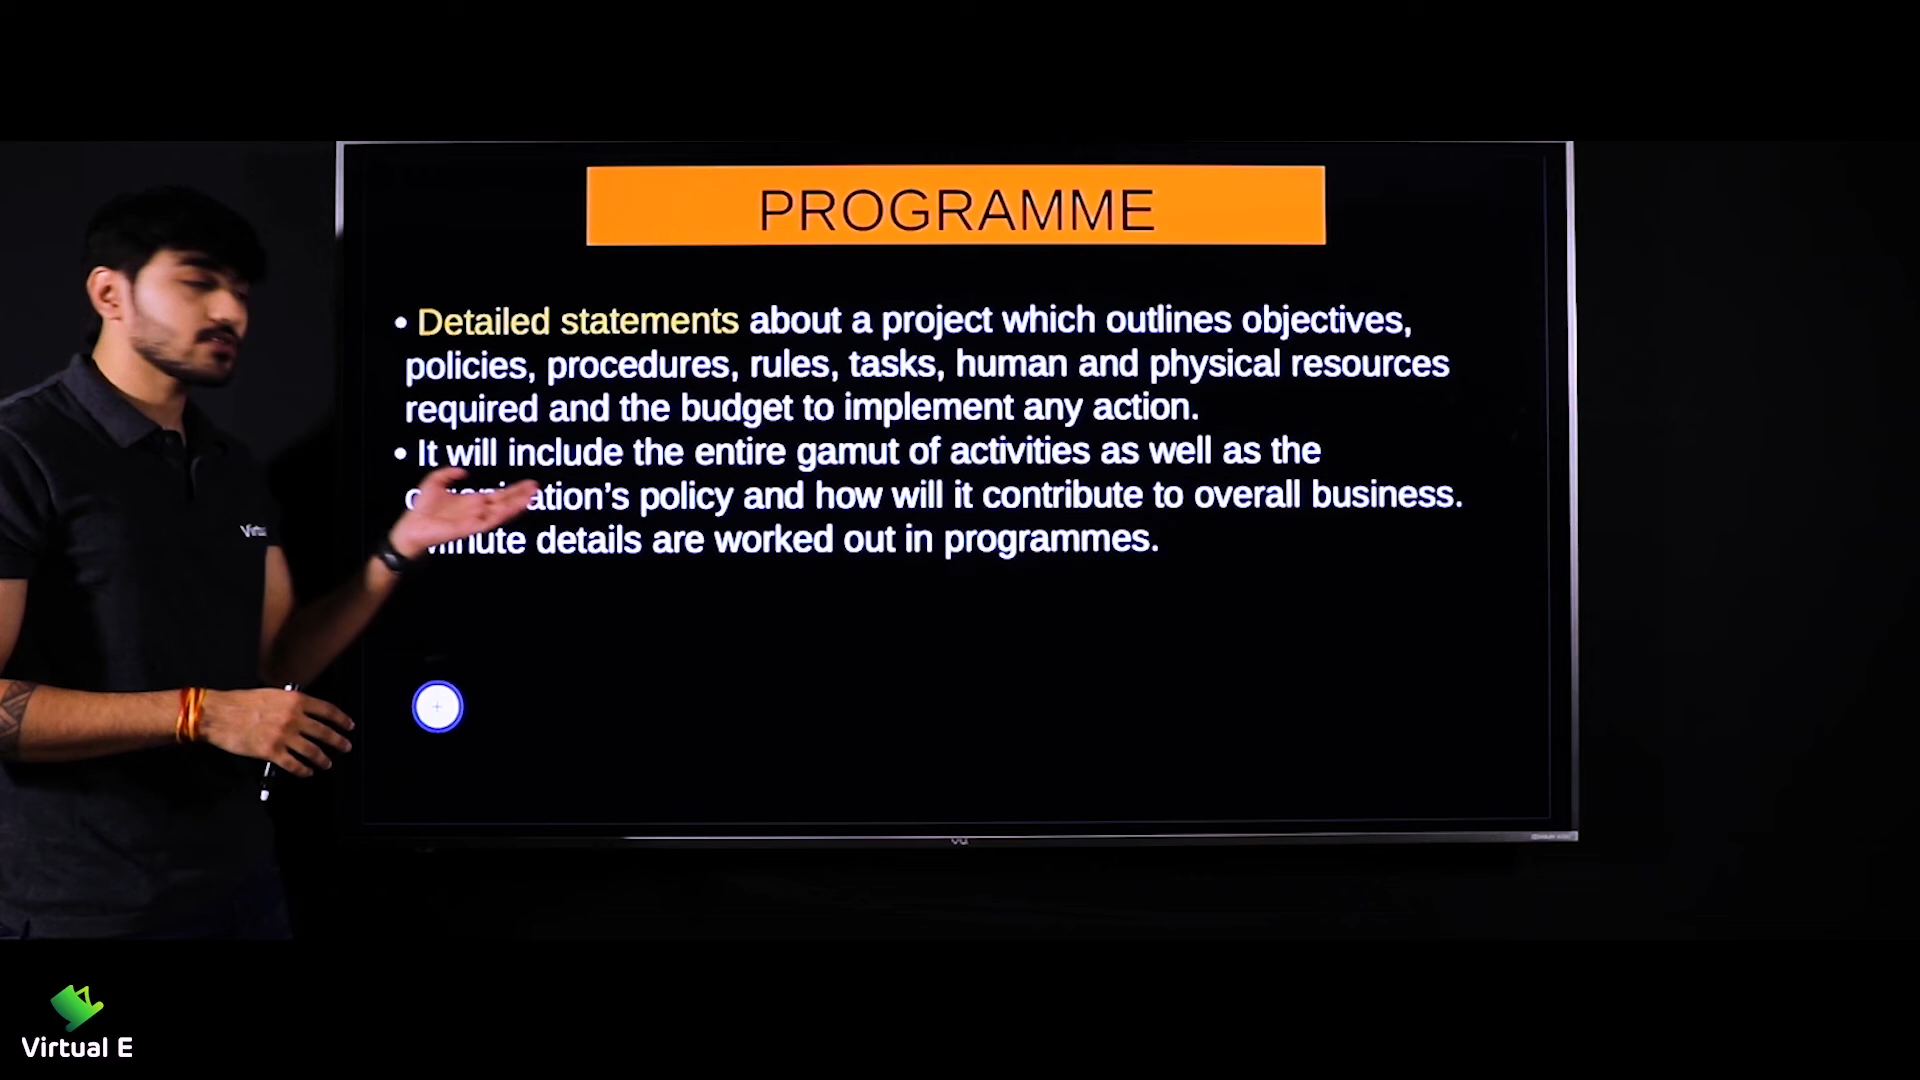 PROGRAMME
• Detailed statements about a project which outlines objectives,
policies, procedures, rules, tasks, human and physical resources
required and the budget to implement any action.
• It will include the entire gamut of activities as well as the
policy and how will it contribute to overall business.
details are worked out in programmes.
Virtual E